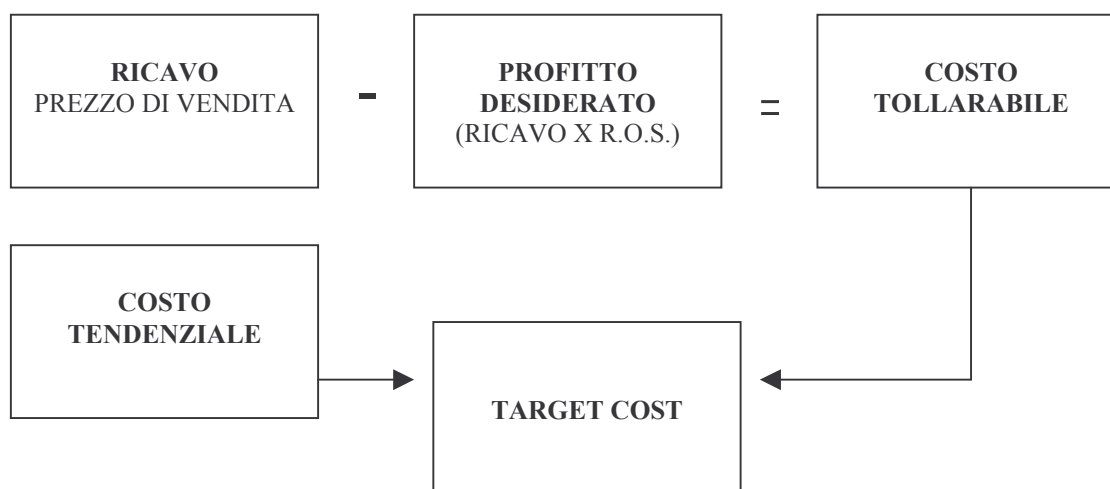 RICAVO
PREZZO DI VENDITA
-
PROFITTO
DESIDERATO
(RICAVO X R.O.S.)
=
COSTO
TOLLARABILE
COSTO
TENDENZIALE
TARGET COST